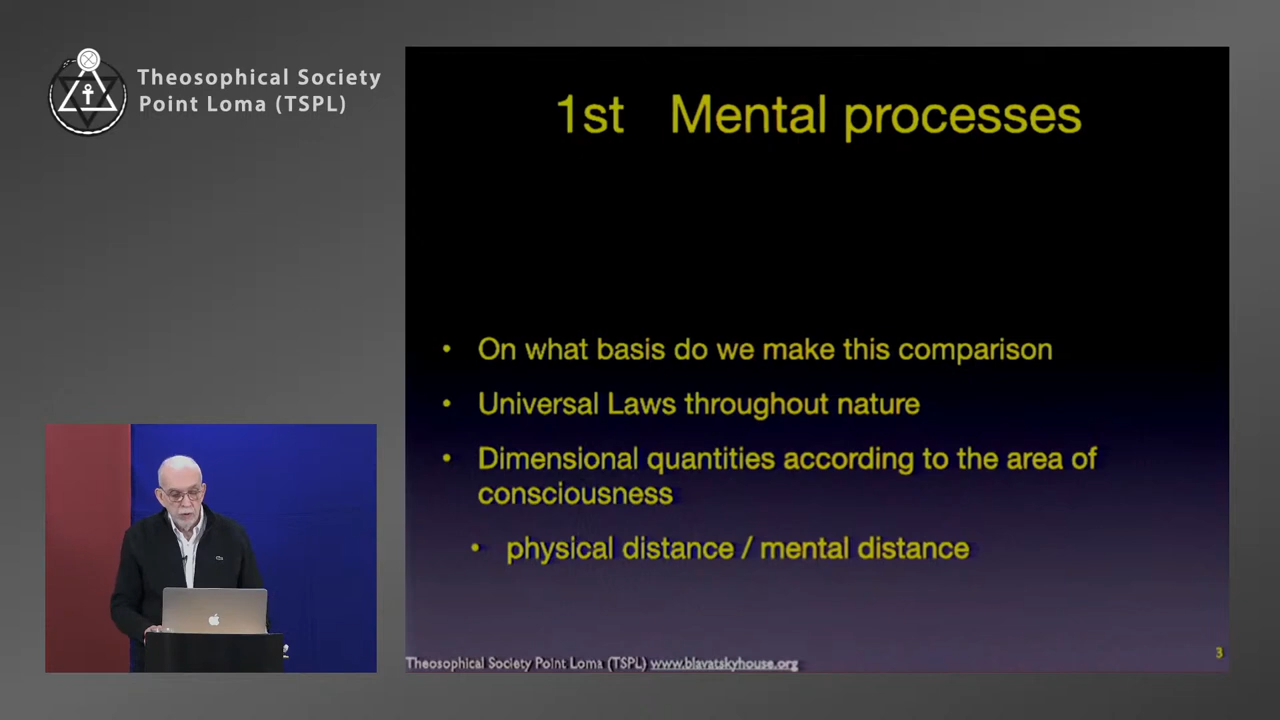 Theosophical Society
Point Loma (TSPL)
1st Mental processes
• On what basis do we make this comparison
• Universal Laws throughout nature
• Dimensional quantities according to the area of
consciousness
• physical distance / mental distance
Theosophical Society Point Loma (TSPL) www.blavatskyhouse.org
3